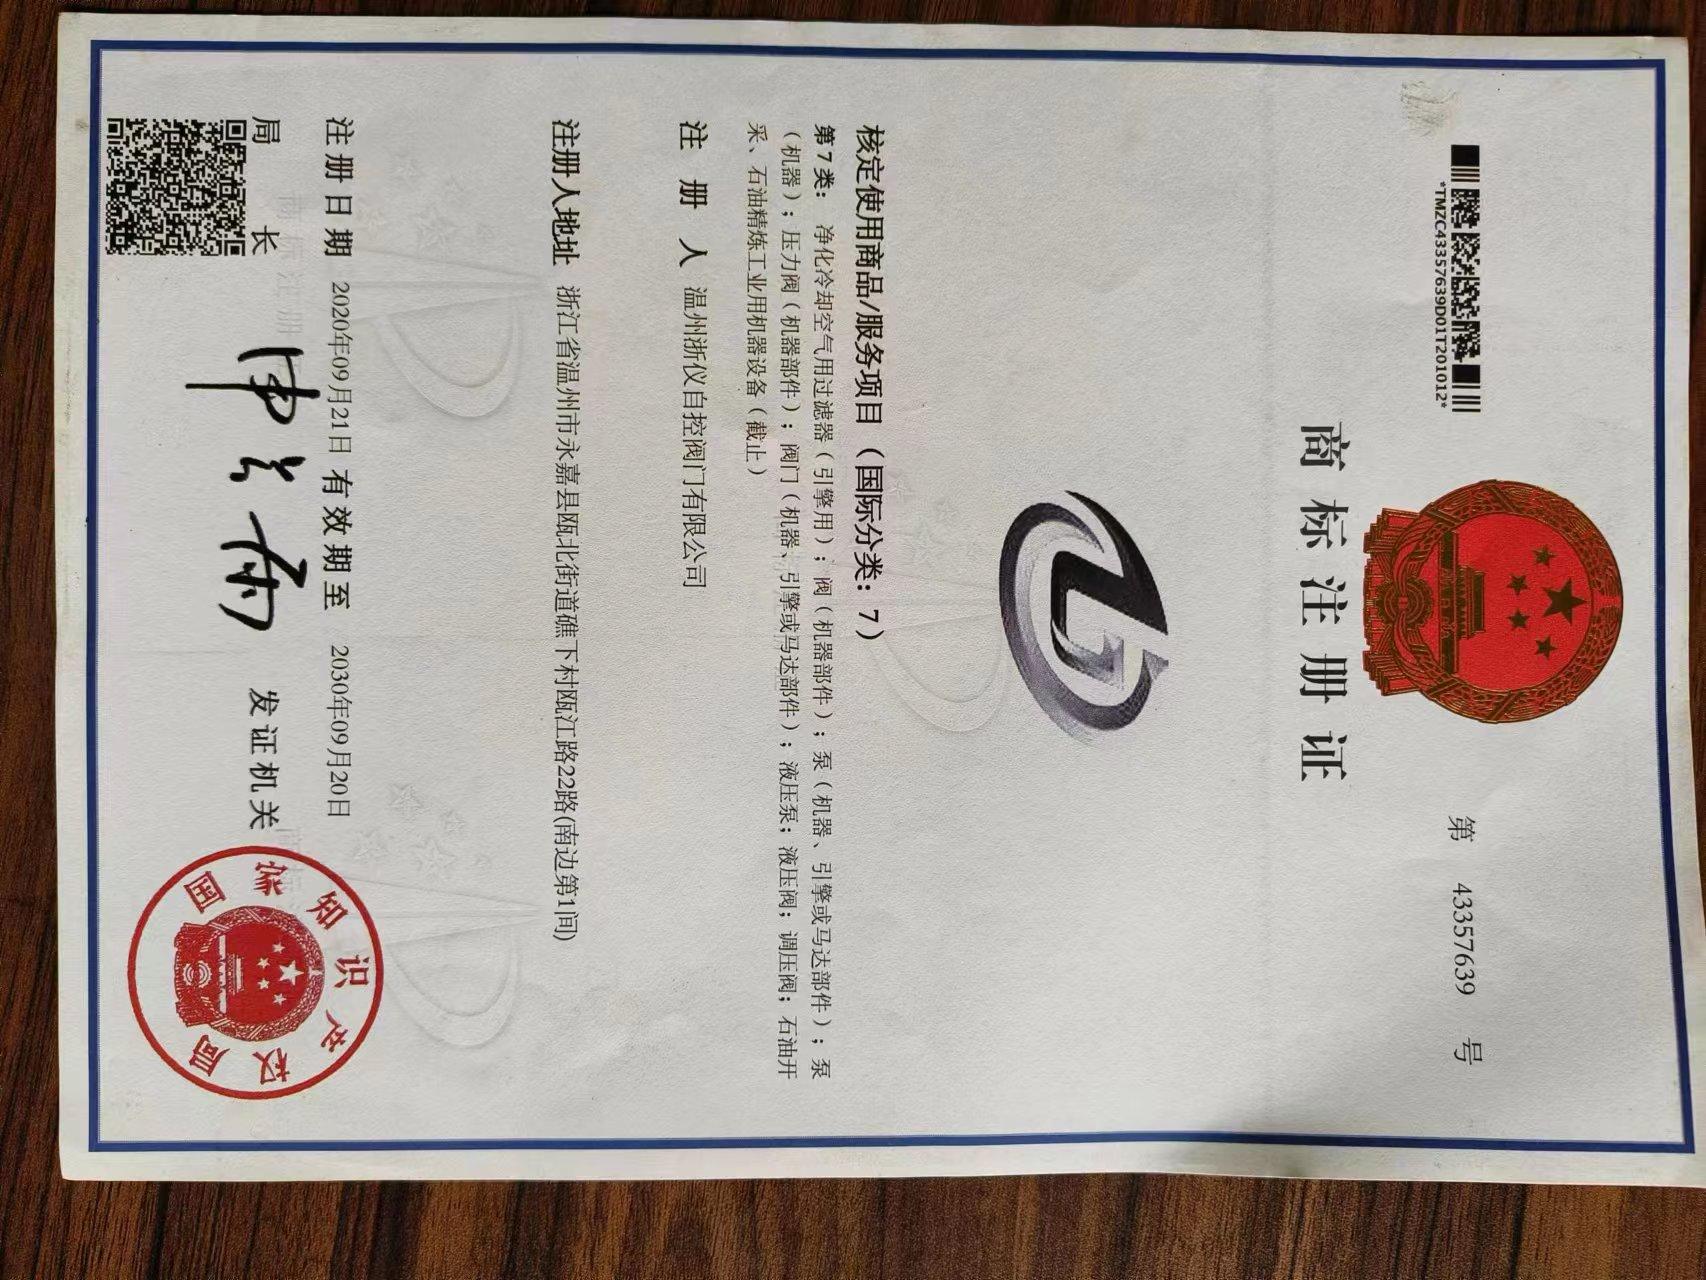 *TMZC43357639D01T201012*
第 43357639 号
商标注册证
核定使用商品/服务项目（国际分类：7）
第7类： 净化冷却空气用过滤器（引擎用）；阀（机器部件）；泵（机器、引擎或马达部件）；泵
（机器）；压力阀（机器部件）；阀门（机器、引擎或马达部件）；液压泵；液压阀；调压阀；石油开
采、石油精炼工业用机器设备（截止）
注 册 人 温州浙仪自控阀门有限公司
注册人地址 浙江省温州市永嘉县瓯北街道礁下村瓯江路22路(南边第1间)
注册日期 2020年09月21日 有效期至 2030年09月20日
局 长 申长雨 发证机关
国家知识产权局